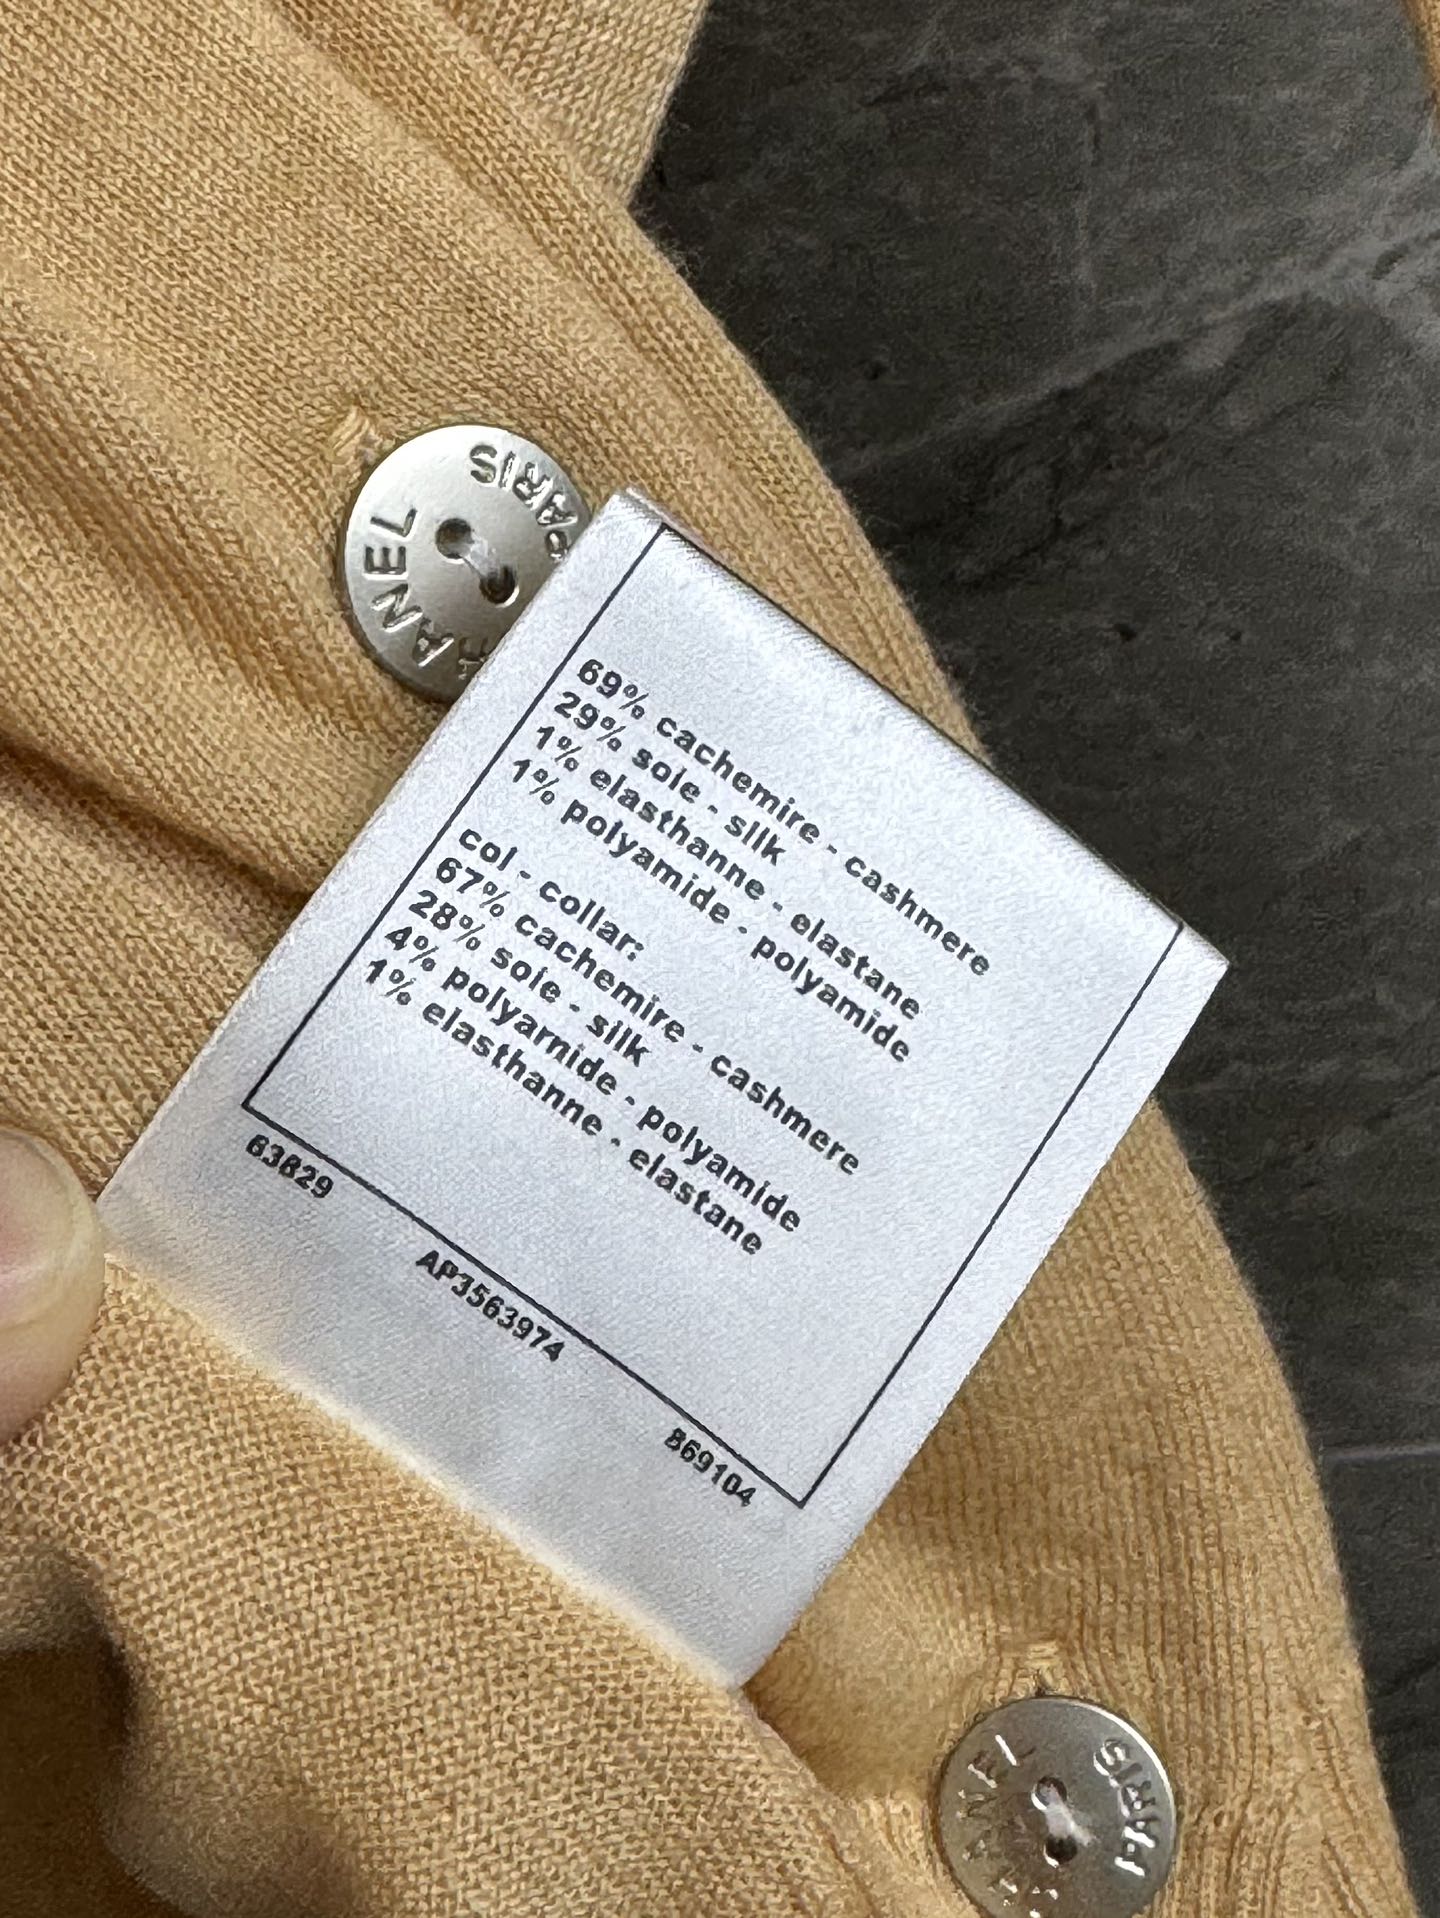 CHANEL
PARIS
69% cachemire - cashmere
29% soie - silk
1% elasthanne - elastane
1% polyamide - polyamide
col - collar:
67% cachemire - cashmere
28% soie - silk
4% polyamide - polyamide
1% elasthanne - elastane
63829
AP3563974
869104
CHANEL
PARIS